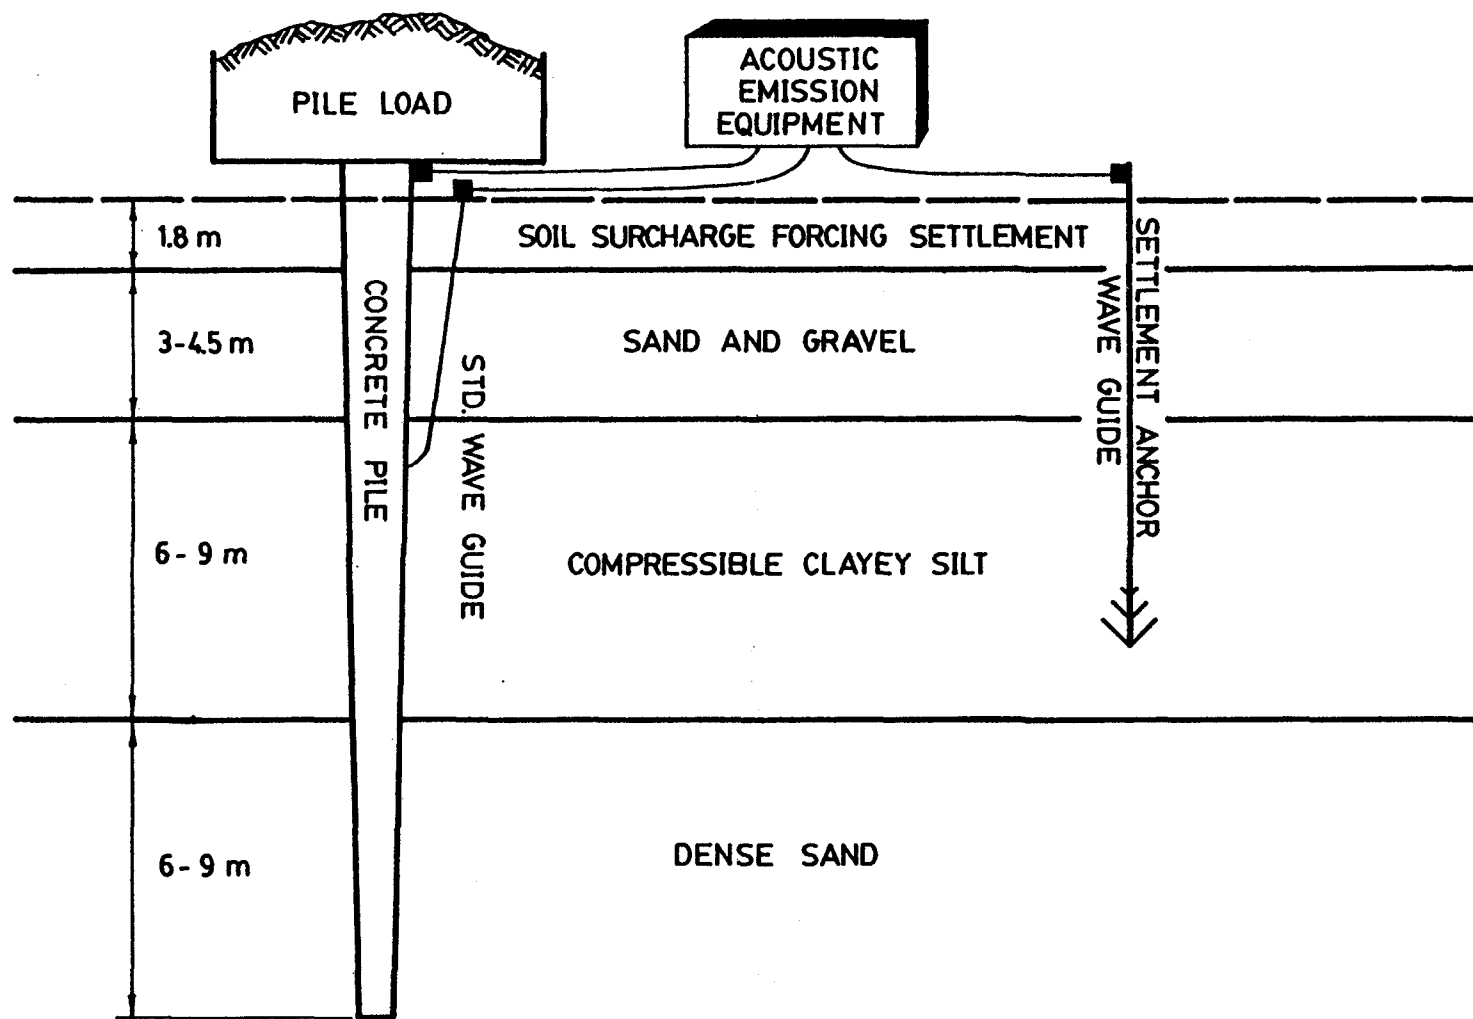 PILE LOAD
ACOUSTIC
EMISSION
EQUIPMENT
1.8 m
SOIL SURCHARGE FORCING SETTLEMENT
3-4.5 m
SAND AND GRAVEL
CONCRETE PILE
STD. WAVE GUIDE
SETTLEMENT ANCHOR
WAVE GUIDE
6 - 9 m
COMPRESSIBLE CLAYEY SILT
6 - 9 m
DENSE SAND